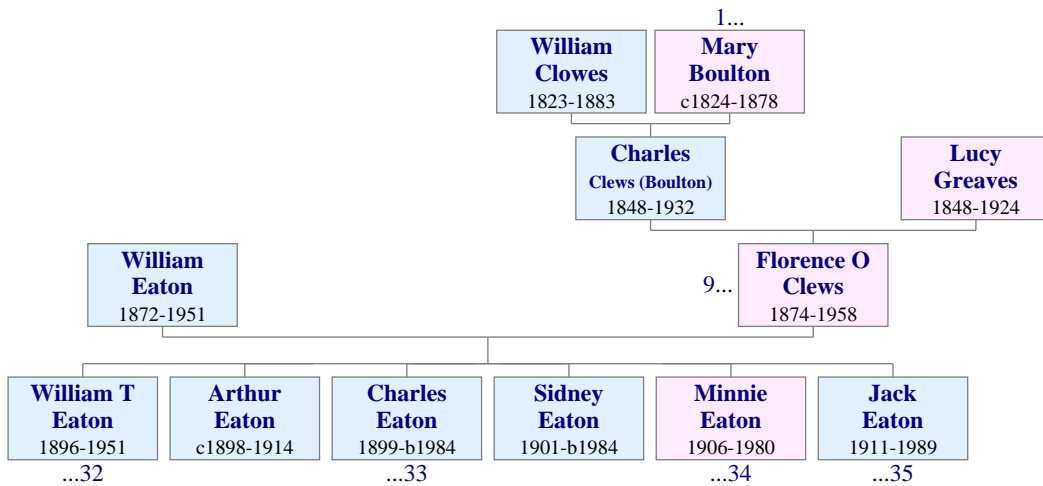 1...
William
Clowes
1823-1883
Mary
Boulton
c1824-1878
Charles
Clews (Boulton)
1848-1932
Lucy
Greaves
1848-1924
William
Eaton
1872-1951
9...
Florence O
Clews
1874-1958
William T
Eaton
1896-1951
Arthur
Eaton
c1898-1914
Charles
Eaton
1899-b1984
Sidney
Eaton
1901-b1984
Minnie
Eaton
1906-1980
Jack
Eaton
1911-1989
...32
...33
...34
...35